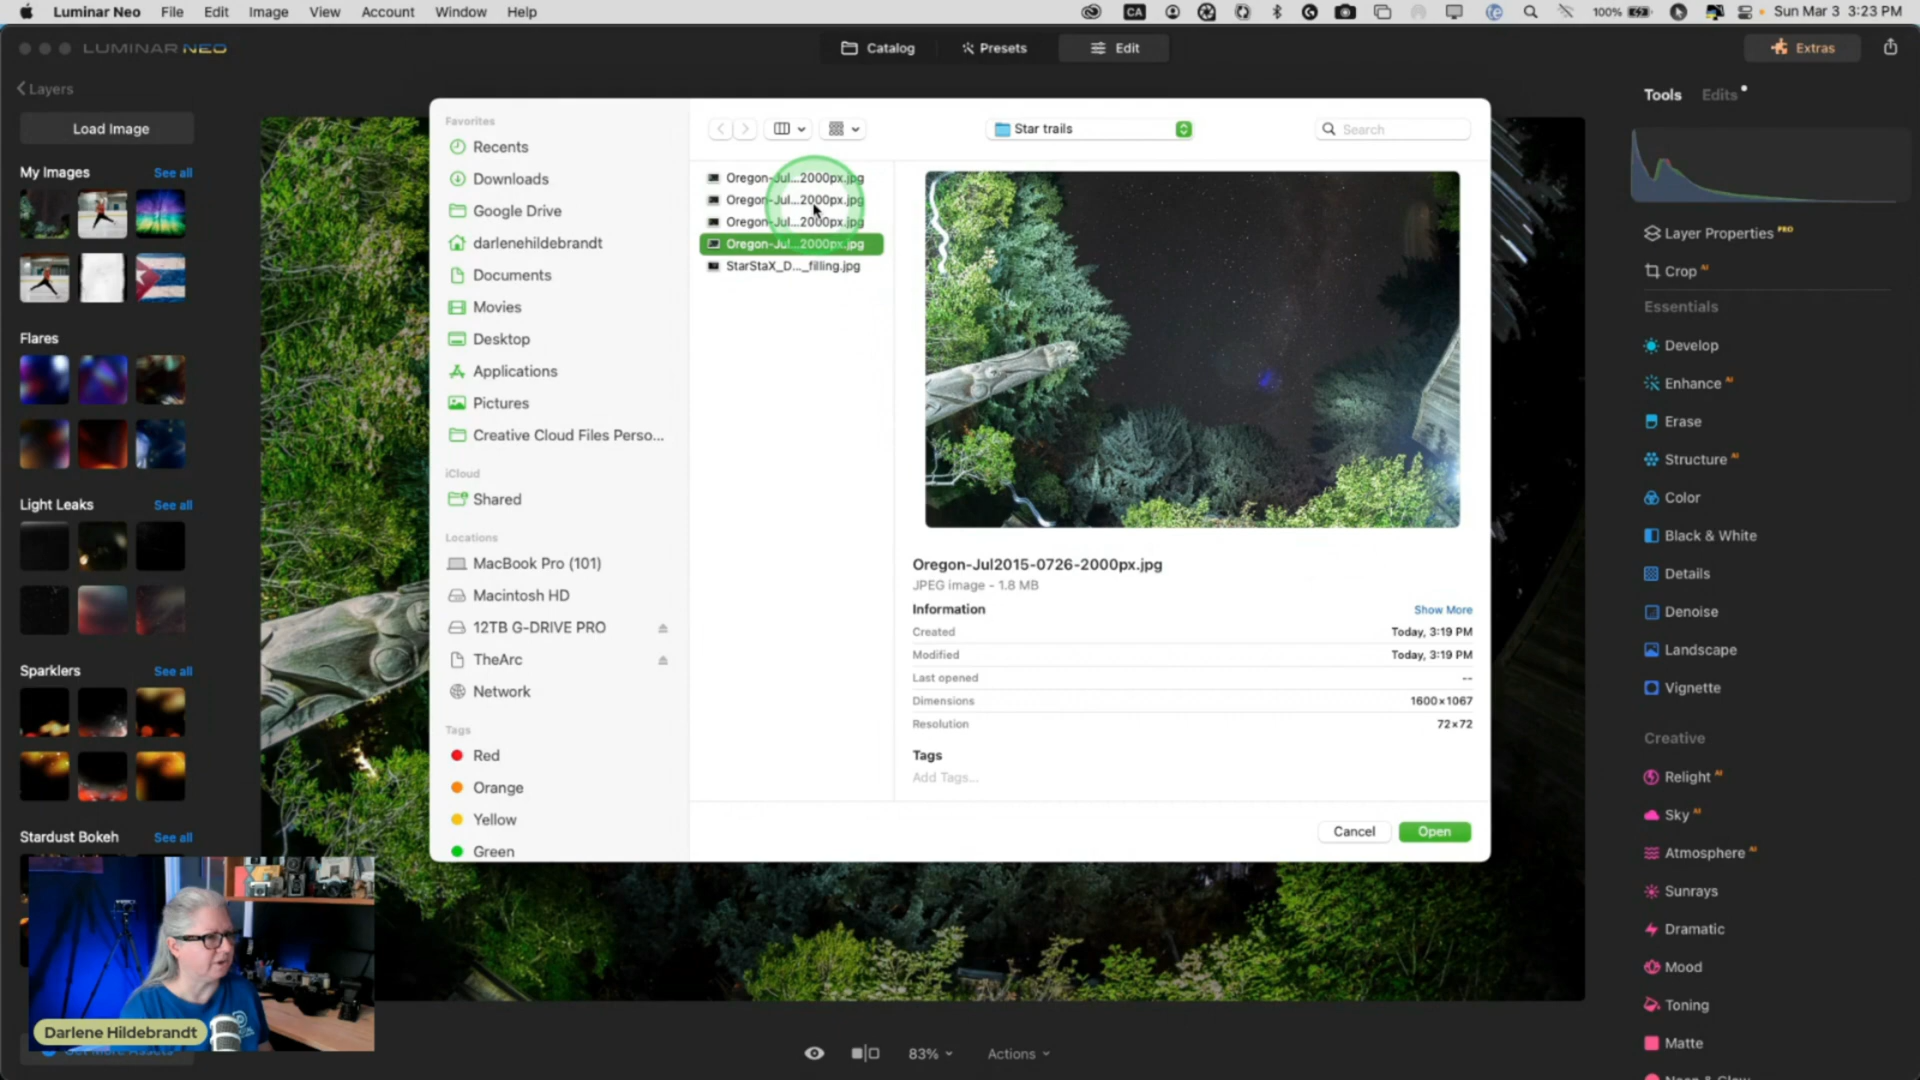 Luminar Neo File Edit Image View Account Window Help
CA 100% Sun Mar 3 3:23 PM
LUMINAR NEO
Catalog Presets Edit
Extras
Layers
Load Image
My Images See all
Flares
Light Leaks See all
Sparklers See all
Stardust Bokeh See all
Darlene Hildebrandt
Favorites
Recents
Downloads
Google Drive
darlenehildebrandt
Documents
Movies
Desktop
Applications
Pictures
Creative Cloud Files Perso...
iCloud
Shared
Locations
MacBook Pro (101)
Macintosh HD
12TB G-DRIVE PRO
TheArc
Network
Tags
Red
Orange
Yellow
Green
Star trails
Search
Oregon-Jul...2000px.jpg
Oregon-Jul...2000px.jpg
Oregon-Jul...2000px.jpg
Oregon-Jul...2000px.jpg
StarStaX_D..._filling.jpg
Oregon-Jul2015-0726-2000px.jpg
JPEG image - 1.8 MB
Information Show More
Created Today, 3:19 PM
Modified Today, 3:19 PM
Last opened --
Dimensions 1600×1067
Resolution 72×72
Tags
Add Tags...
Cancel Open
83% Actions
Tools Edits
Layer Properties PRO
Crop AI
Essentials
Develop
Enhance AI
Erase
Structure AI
Color
Black & White
Details
Denoise
Landscape
Vignette
Creative
Relight AI
Sky AI
Atmosphere AI
Sunrays
Dramatic
Mood
Toning
Matte